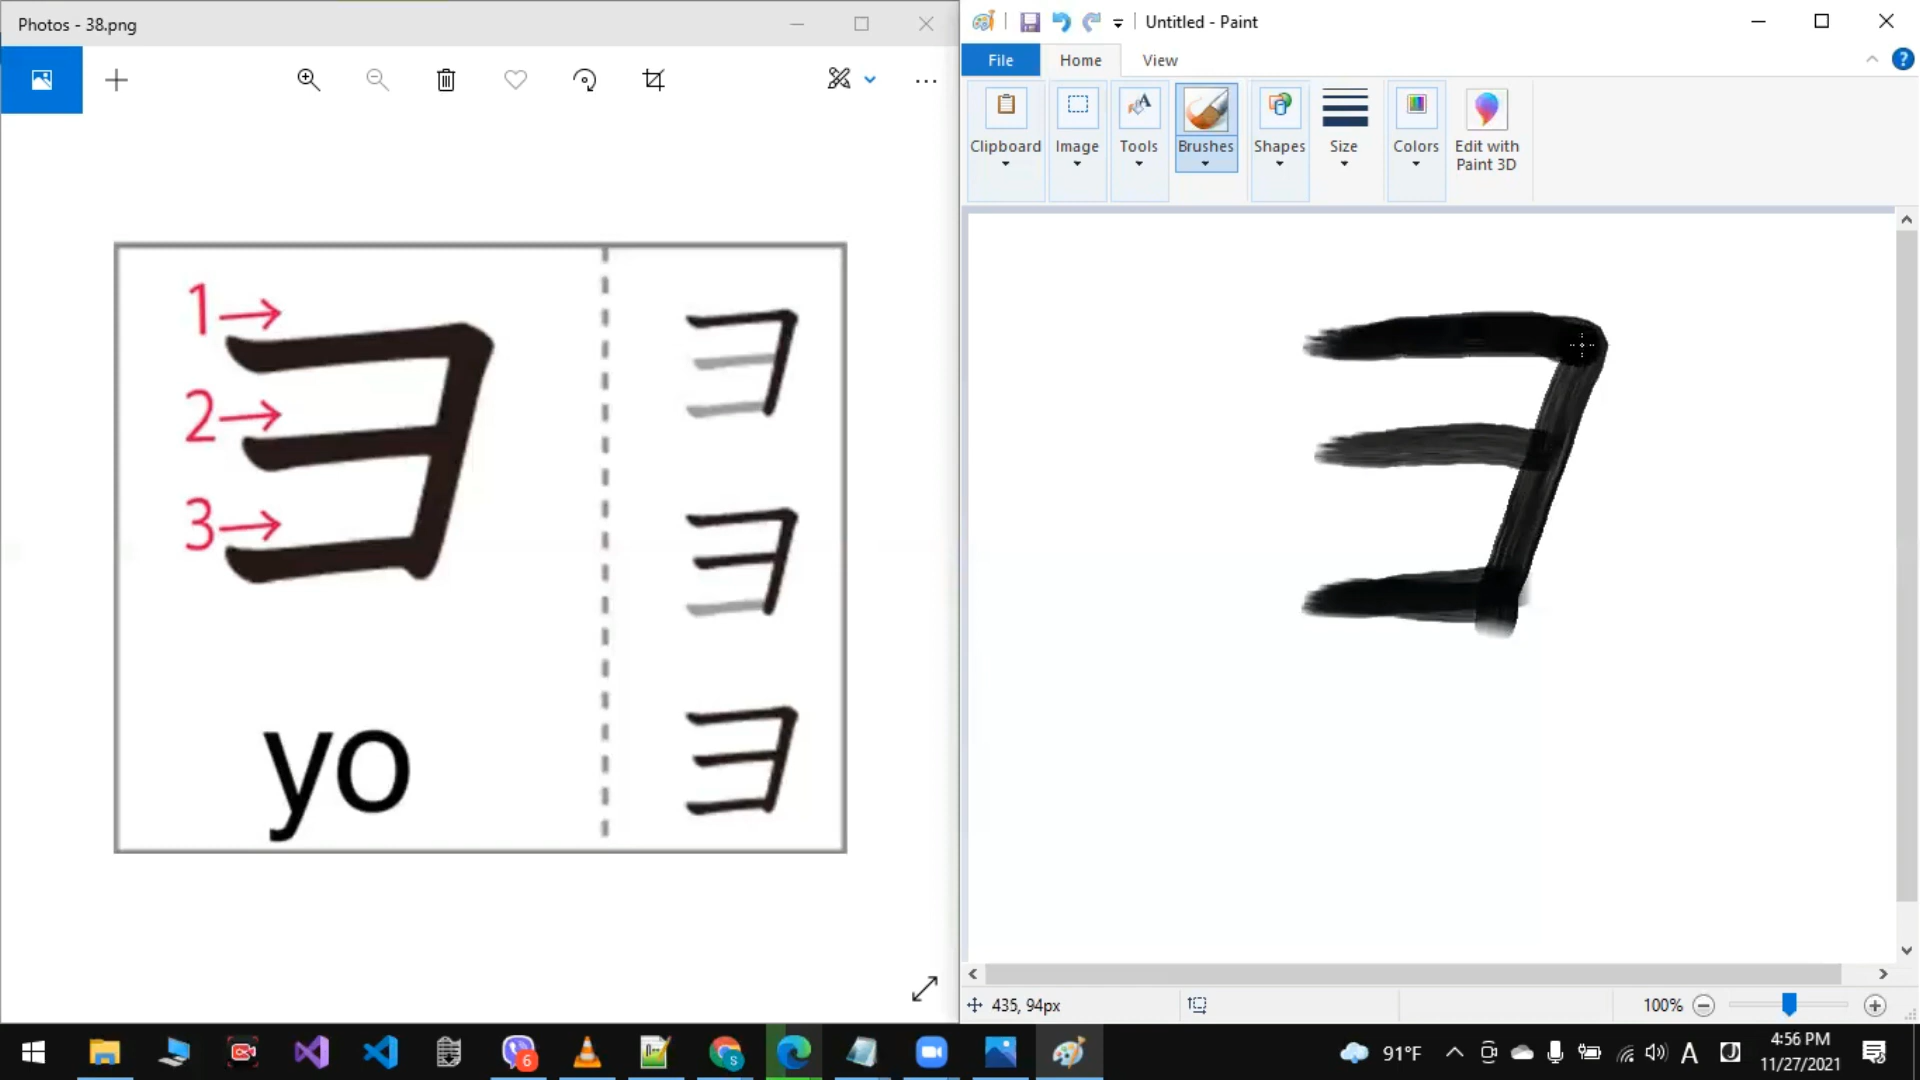 Photos - 38.png
Untitled - Paint
File
Home
View
Clipboard
Image
Tools
Brushes
Shapes
Size
Colors
Edit with
Paint 3D
1→
2→
3→
ヨ
yo
ヨ
ヨ
ヨ
ヨ
435, 94px
100%
6
91°F
A
J
4:56 PM
11/27/2021